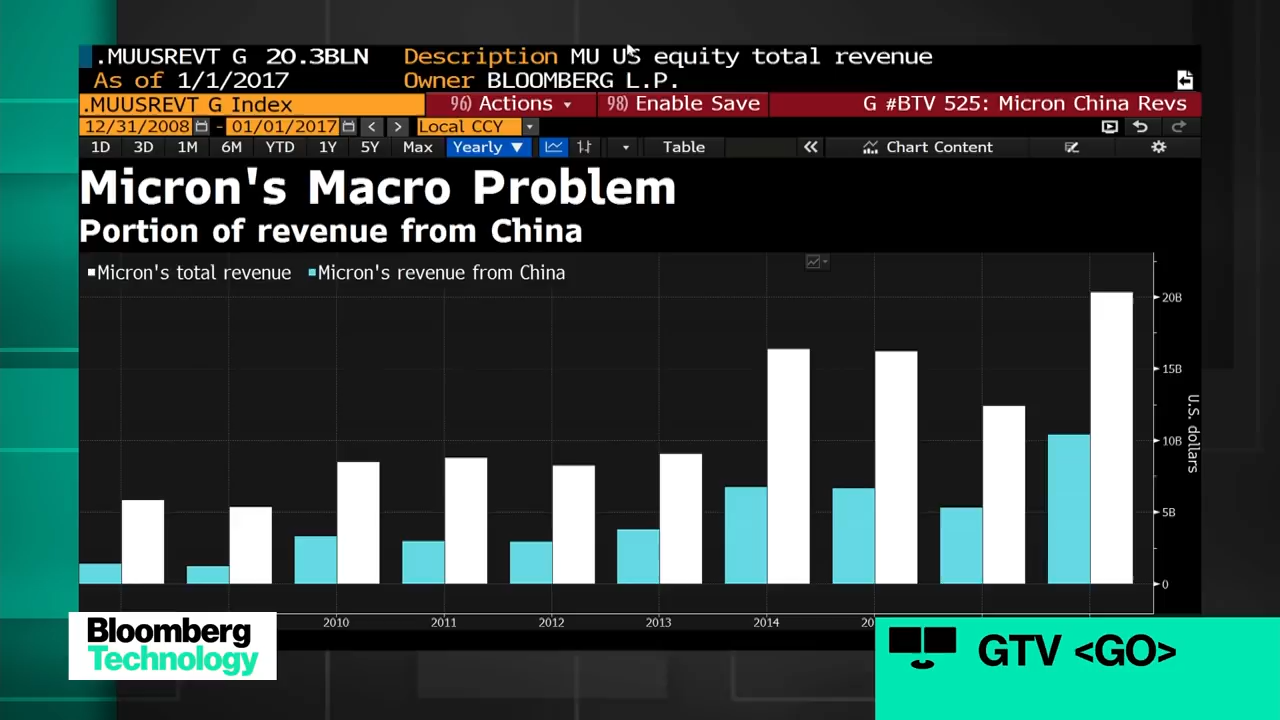 .MUUSREVT G 20.3BLN Description MU US equity total revenue
As of 1/1/2017 Owner BLOOMBERG L.P.
.MUUSREVT G Index 96) Actions 98) Enable Save G #BTV 525: Micron China Revs
12/31/2008 - 01/01/2017 < > Local CCY
1D 3D 1M 6M YTD 1Y 5Y Max Yearly ▼ Table « Chart Content
Micron's Macro Problem
Portion of revenue from China
Micron's total revenue Micron's revenue from China
20B
15B
10B
5B
0
U.S. dollars
2010 2011 2012 2013 2014
Bloomberg
Technology
GTV <GO>